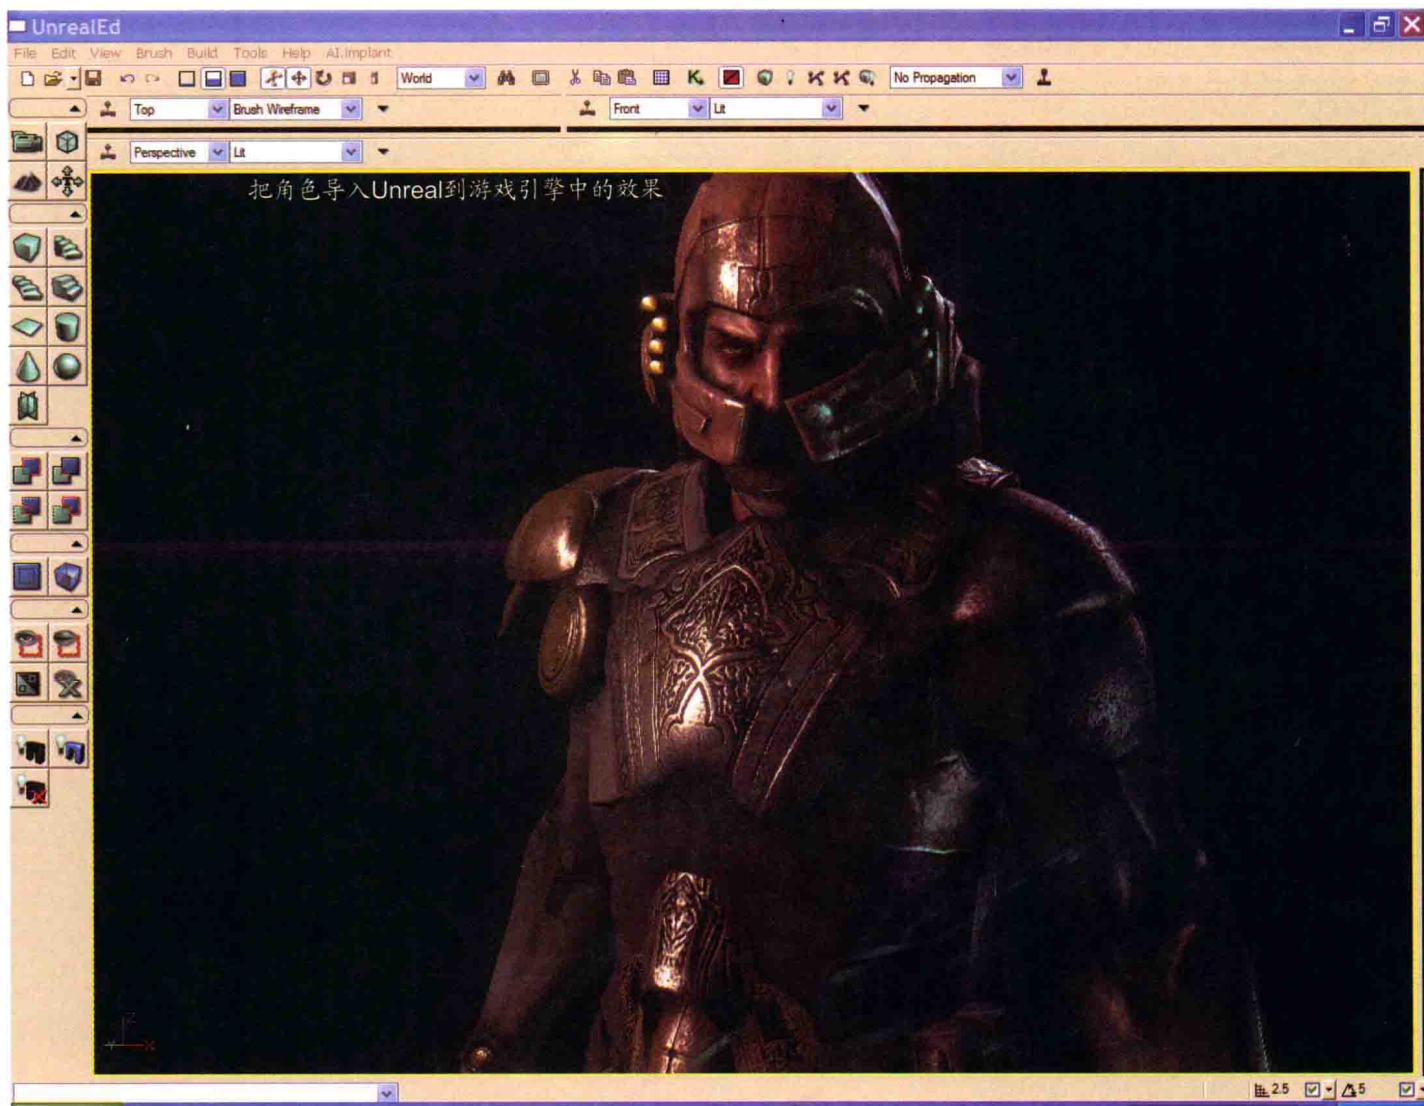 UnrealEd
File Edit View Brush Build Tools Help AI.Implant
World No Propagation
Top Brush Wireframe Front Lit
Perspective Lit
把角色导入Unreal到游戏引擎中的效果
Z
Y X
2.5 5